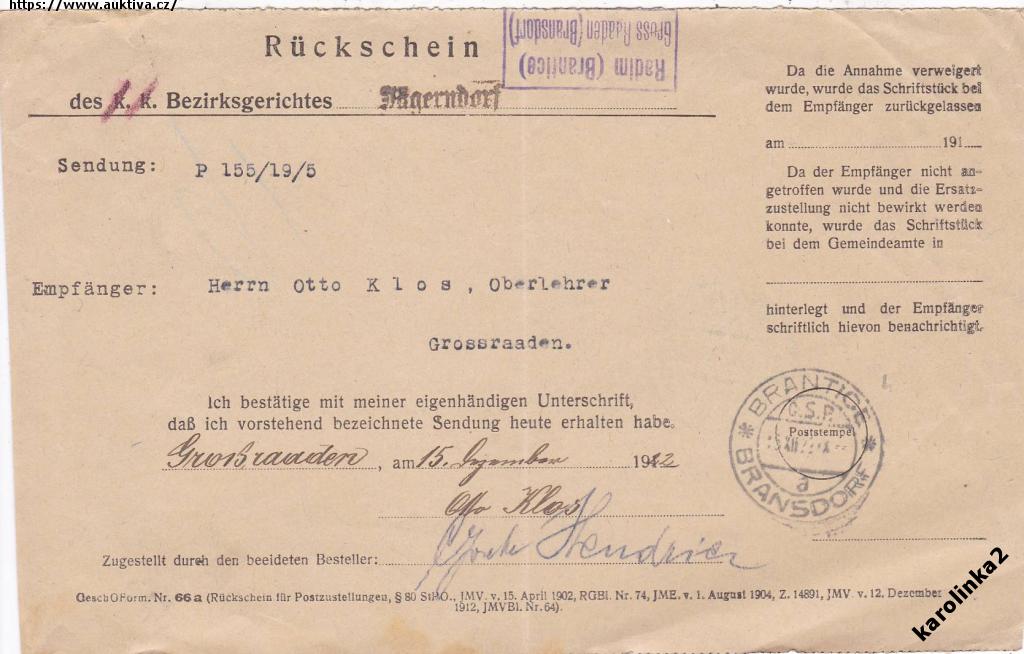 https://www.auktiva.cz/
Rückschein
des k. k. Bezirksgerichtes Jägerndorf
Radim (Brantice)
Gross Raaden (Bransdorf)
Sendung: P 155/19/5
Empfänger: Herrn Otto Klos, Oberlehrer
Grossraaden.
Ich bestätige mit meiner eigenhändigen Unterschrift,
daß ich vorstehend bezeichnete Sendung heute erhalten habe.
Großraaden, am 15. Dezember 1922
Otto Klos
Zugestellt durch den beeideten Besteller:
GeschOForm. Nr. 66a (Rückschein für Postzustellungen, § 80 StPO., JMV. v. 15. April 1902, RGBl. Nr. 74, JME. v. 1. August 1904, Z. 14891, JMV. v. 12. Dezember
1912, JMVBl. Nr. 64).
Da die Annahme verweigert
wurde, wurde das Schriftstück bei
dem Empfänger zurückgelassen
am 191
Da der Empfänger nicht an-
getroffen wurde und die Ersatz-
zustellung nicht bewirkt werden
konnte, wurde das Schriftstück
bei dem Gemeindeamte in
hinterlegt und der Empfänger
schriftlich hievon benachrichtigt.
BRANTICE
Č.S.P.
Poststempel
a
BRANSDORF
karolinka2